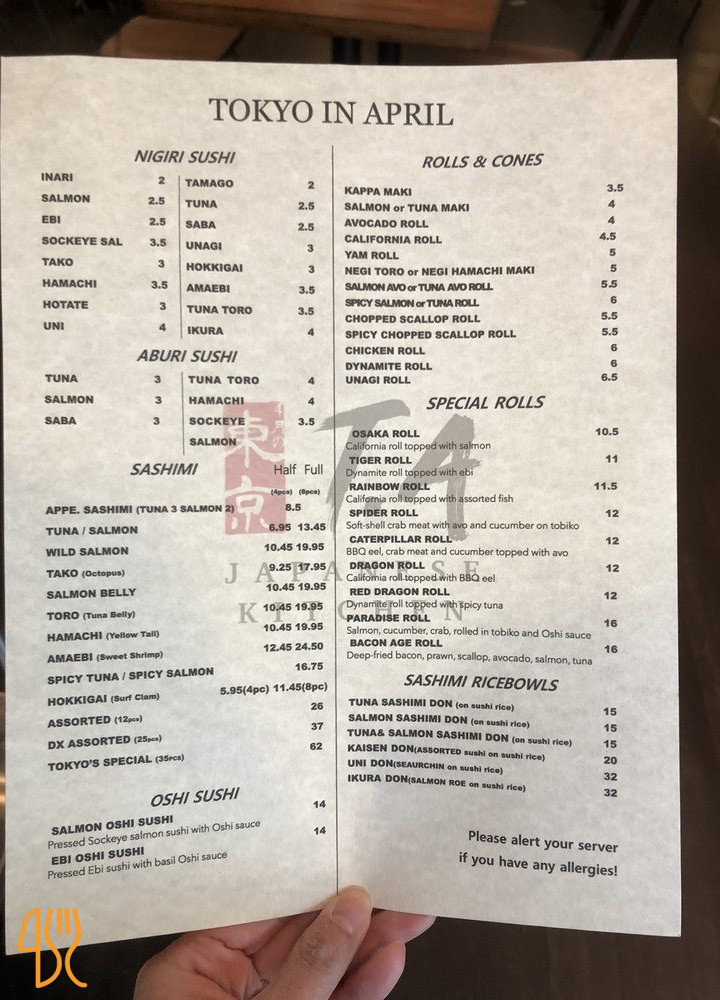 TOKYO IN APRIL
NIGIRI SUSHI
INARI 2
SALMON 2.5
EBI 2.5
SOCKEYE SAL 3.5
TAKO 3
HAMACHI 3.5
HOTATE 3
UNI 4
TAMAGO 2
TUNA 2.5
SABA 2.5
UNAGI 3
HOKKIGAI 3
AMAEBI 3.5
TUNA TORO 3.5
IKURA 4
ABURI SUSHI
TUNA 3
SALMON 3
SABA 3
TUNA TORO 4
HAMACHI 4
SOCKEYE 3.5
SALMON
SASHIMI Half Full
(4pcs) (8pcs)
APPE. SASHIMI (TUNA 3 SALMON 2) 8.5
TUNA / SALMON 6.95 13.45
WILD SALMON 10.45 19.95
TAKO (Octopus) 9.25 17.95
SALMON BELLY 10.45 19.95
TORO (Tuna Belly) 10.45 19.95
HAMACHI (Yellow Tail) 10.45 19.95
AMAEBI (Sweet Shrimp) 12.45 24.50
SPICY TUNA / SPICY SALMON 16.75
HOKKIGAI (Surf Clam) 5.95(4pc) 11.45(8pc)
ASSORTED (12pcs) 26
DX ASSORTED (25pcs) 37
TOKYO'S SPECIAL (35PCS) 62
OSHI SUSHI
SALMON OSHI SUSHI 14
Pressed Sockeye salmon sushi with Oshi sauce
EBI OSHI SUSHI 14
Pressed Ebi sushi with basil Oshi sauce
ROLLS & CONES
KAPPA MAKI 3.5
SALMON or TUNA MAKI 4
AVOCADO ROLL 4
CALIFORNIA ROLL 4.5
YAM ROLL 5
NEGI TORO or NEGI HAMACHI MAKI 5
SALMON AVO or TUNA AVO ROLL 5.5
SPICY SALMON or TUNA ROLL 6
CHOPPED SCALLOP ROLL 5.5
SPICY CHOPPED SCALLOP ROLL 5.5
CHICKEN ROLL 6
DYNAMITE ROLL 6
UNAGI ROLL 6.5
SPECIAL ROLLS
OSAKA ROLL 10.5
California roll topped with salmon
TIGER ROLL 11
Dynamite roll topped with ebi
RAINBOW ROLL 11.5
California roll topped with assorted fish
SPIDER ROLL 12
Soft-shell crab meat with avo and cucumber on tobiko
CATERPILLAR ROLL 12
BBQ eel, crab meat and cucumber topped with avo
DRAGON ROLL 12
California roll topped with BBQ eel
RED DRAGON ROLL 12
Dynamite roll topped with spicy tuna
PARADISE ROLL 16
Salmon, cucumber, crab, rolled in tobiko and Oshi sauce
BACON AGE ROLL 16
Deep-fried bacon, prawn, scallop, avocado, salmon, tuna
SASHIMI RICEBOWLS
TUNA SASHIMI DON (on sushi rice) 15
SALMON SASHIMI DON (on sushi rice) 15
TUNA& SALMON SASHIMI DON (on sushi rice) 15
KAISEN DON(ASSORTED sushi on sushi rice) 20
UNI DON(SEAURCHIN on sushi rice) 32
IKURA DON(SALMON ROE on sushi rice) 32
Please alert your server
if you have any allergies!
東京
T.A
JAPANESE
KITCHEN